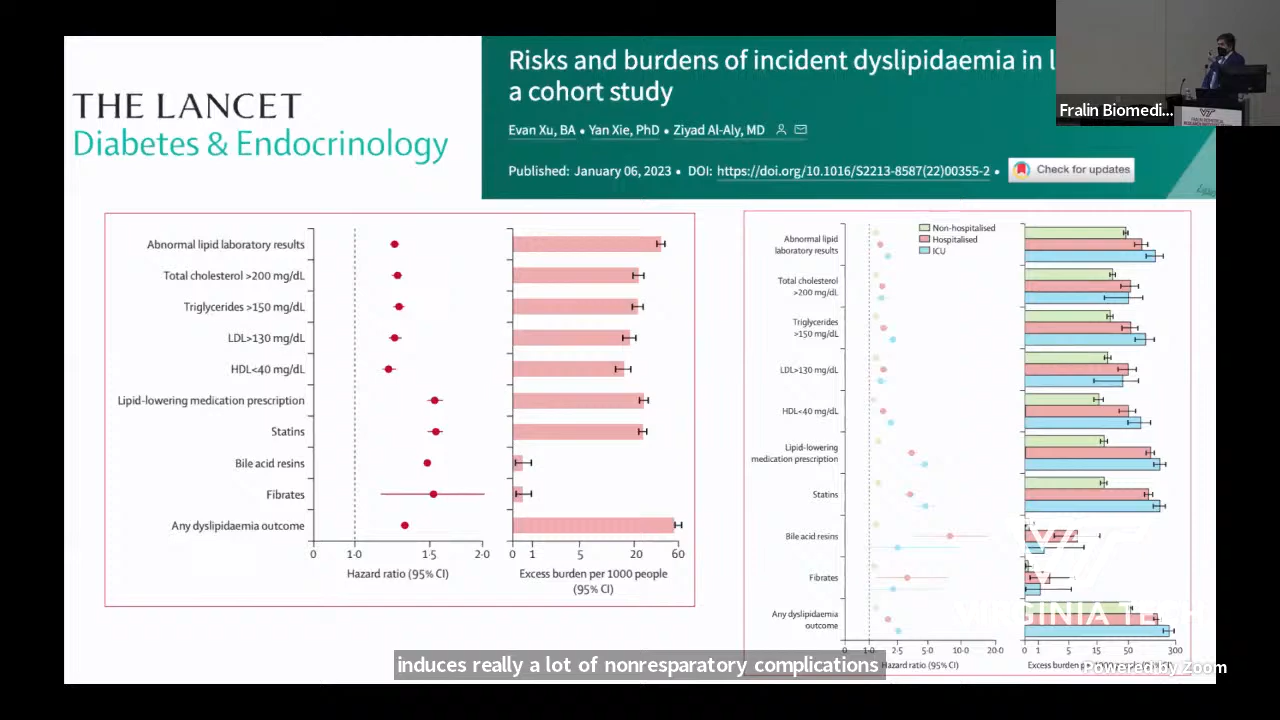 THE LANCET
Diabetes & Endocrinology
Risks and burdens of incident dyslipidaemia in l
a cohort study
Evan Xu, BA • Yan Xie, PhD • Ziyad Al-Aly, MD
Published: January 06, 2023 • DOI: https://doi.org/10.1016/S2213-8587(22)00355-2 •
Check for updates
Fralin Biomedi...
Abnormal lipid laboratory results
Total cholesterol >200 mg/dL
Triglycerides >150 mg/dL
LDL>130 mg/dL
HDL<40 mg/dL
Lipid-lowering medication prescription
Statins
Bile acid resins
Fibrates
Any dyslipidaemia outcome
0 1·0 1·5 2·0
Hazard ratio (95% CI)
0 1 5 20 60
Excess burden per 1000 people
(95% CI)
Non-hospitalised
Hospitalised
ICU
Abnormal lipid
laboratory results
Total cholesterol
>200 mg/dL
Triglycerides
>150 mg/dL
LDL>130 mg/dL
HDL<40 mg/dL
Lipid-lowering
medication prescription
Statins
Bile acid resins
Fibrates
Any dyslipidaemia
outcome
1·0 2·5 5·0 10·0 20·0
Hazard ratio (95% CI)
0 1 5 15 50 300
Excess burden pe
VIRGINIA TECH
Powered by Zoom
induces really a lot of nonresparatory complications